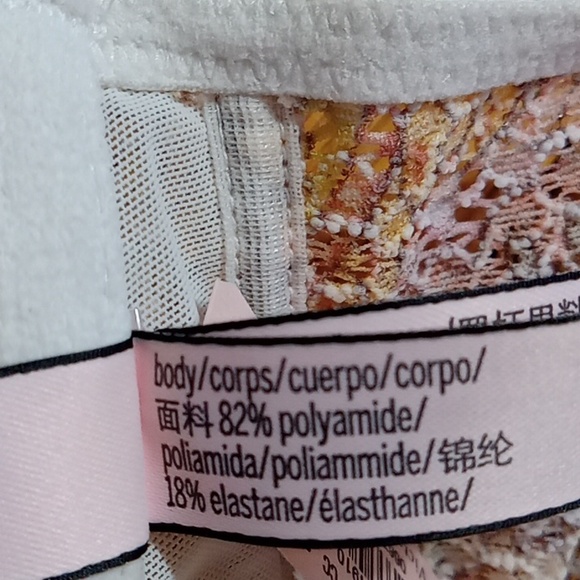 body/corps/cuerpo/corpo/
面料 82% polyamide/
poliamida/poliammide/锦纶
18% elastane/élasthanne/